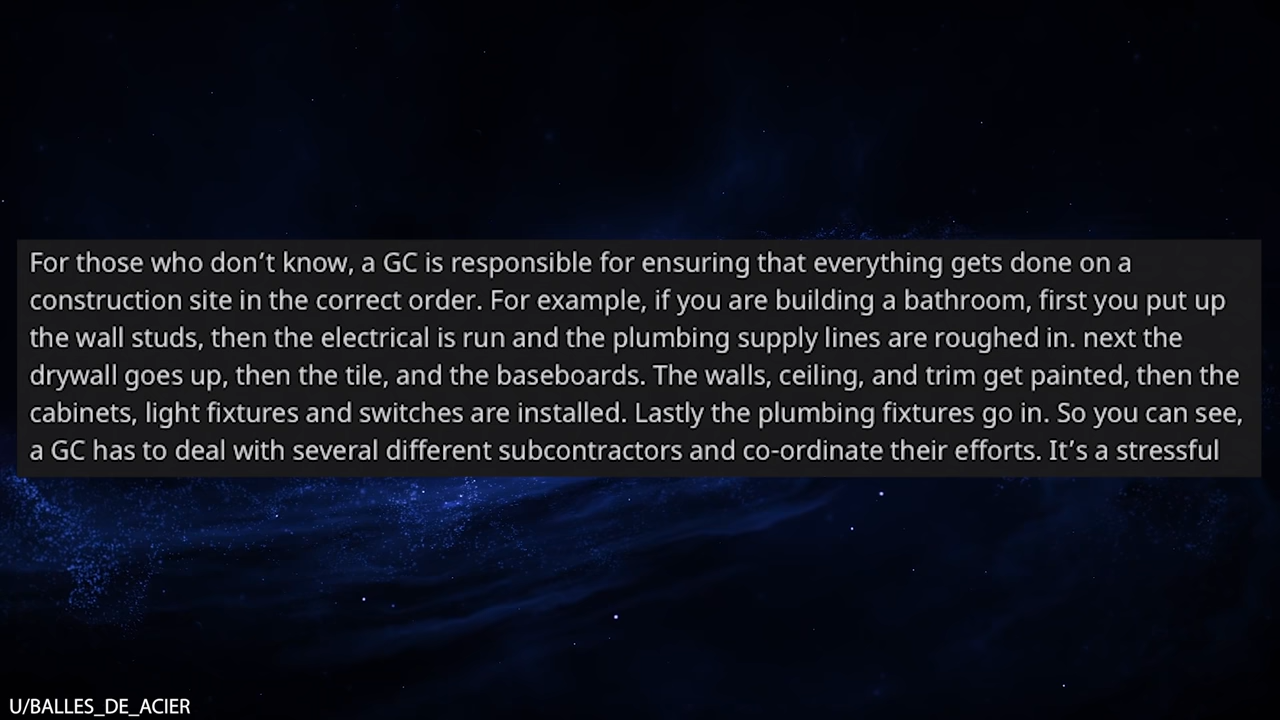 For those who don’t know, a GC is responsible for ensuring that everything gets done on a
construction site in the correct order. For example, if you are building a bathroom, first you put up
the wall studs, then the electrical is run and the plumbing supply lines are roughed in. next the
drywall goes up, then the tile, and the baseboards. The walls, ceiling, and trim get painted, then the
cabinets, light fixtures and switches are installed. Lastly the plumbing fixtures go in. So you can see,
a GC has to deal with several different subcontractors and co-ordinate their efforts. It’s a stressful
U/BALLES_DE_ACIER